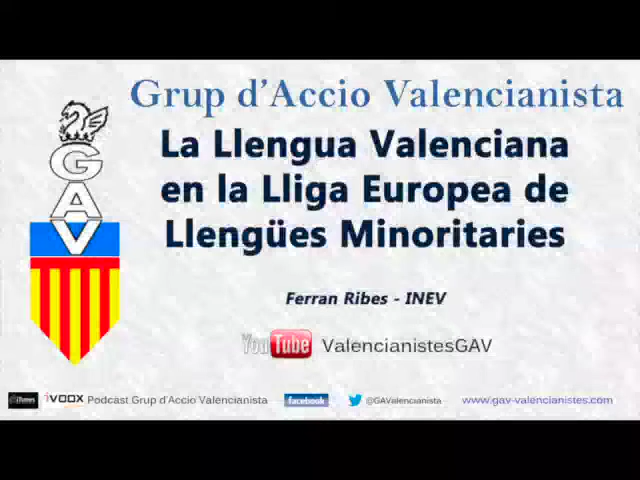 Grup d'Accio Valencianista
GAV
La Llengua Valenciana
en la Lliga Europea de
Llengües Minoritaries
Ferran Ribes - INEV
YouTube ValencianistesGAV
iTunes iVOOX Podcast Grup d'Accio Valencianista facebook @GAValencianista www.gav-valencianistes.com